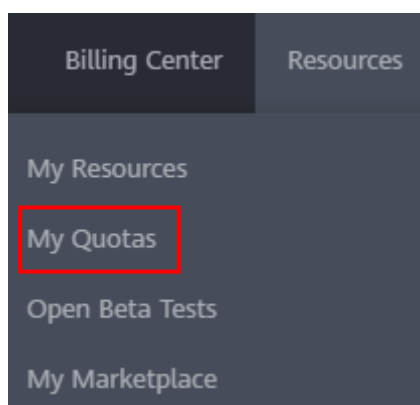 Billing Center Resources
My Resources
My Quotas
Open Beta Tests
My Marketplace